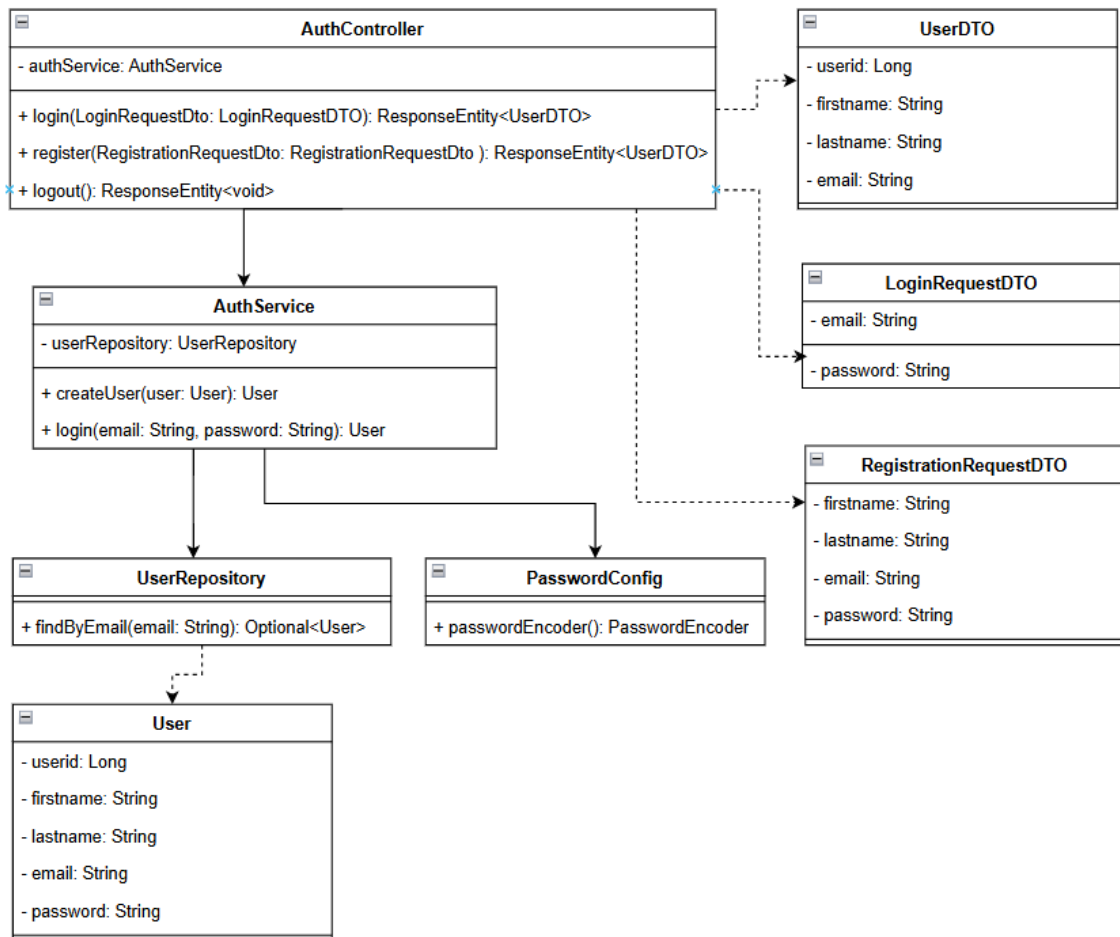 AuthController
- authService: AuthService
+ login(LoginRequestDto: LoginRequestDTO): ResponseEntity<UserDTO>
+ register(RegistrationRequestDto: RegistrationRequestDto ): ResponseEntity<UserDTO>
+ logout(): ResponseEntity<void>
UserDTO
- userid: Long
- firstname: String
- lastname: String
- email: String
LoginRequestDTO
- email: String
- password: String
AuthService
- userRepository: UserRepository
+ createUser(user: User): User
+ login(email: String, password: String): User
RegistrationRequestDTO
- firstname: String
- lastname: String
- email: String
- password: String
UserRepository
+ findByEmail(email: String): Optional<User>
PasswordConfig
+ passwordEncoder(): PasswordEncoder
User
- userid: Long
- firstname: String
- lastname: String
- email: String
- password: String